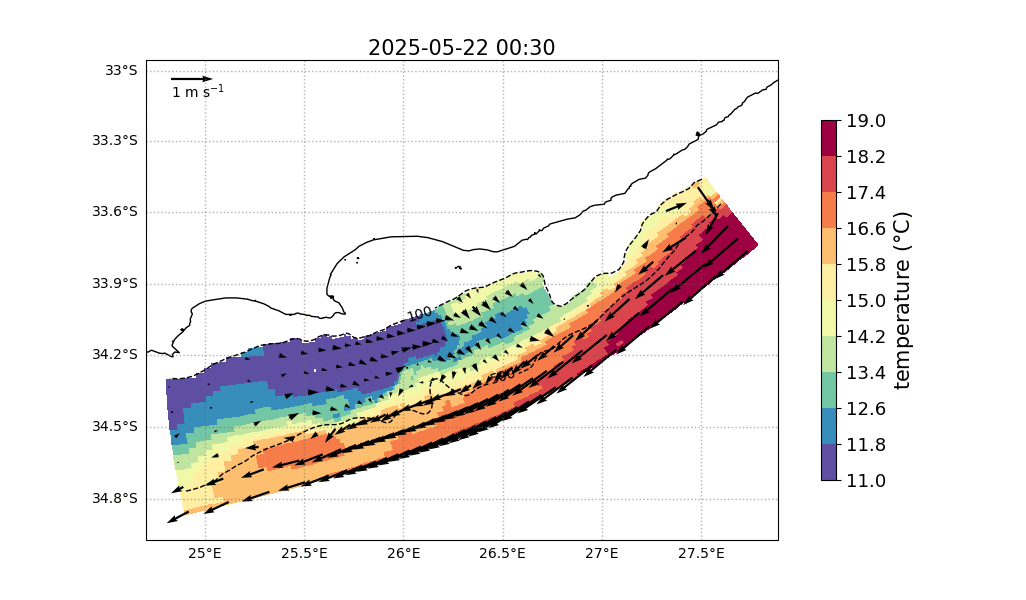 2025-05-22 00:30
1 m s⁻¹
33°S
33.3°S
33.6°S
33.9°S
34.2°S
34.5°S
34.8°S
100
25°E
25.5°E
26°E
26.5°E
27°E
27.5°E
19.0
18.2
17.4
16.6
15.8
15.0
14.2
13.4
12.6
11.8
11.0
temperature (°C)